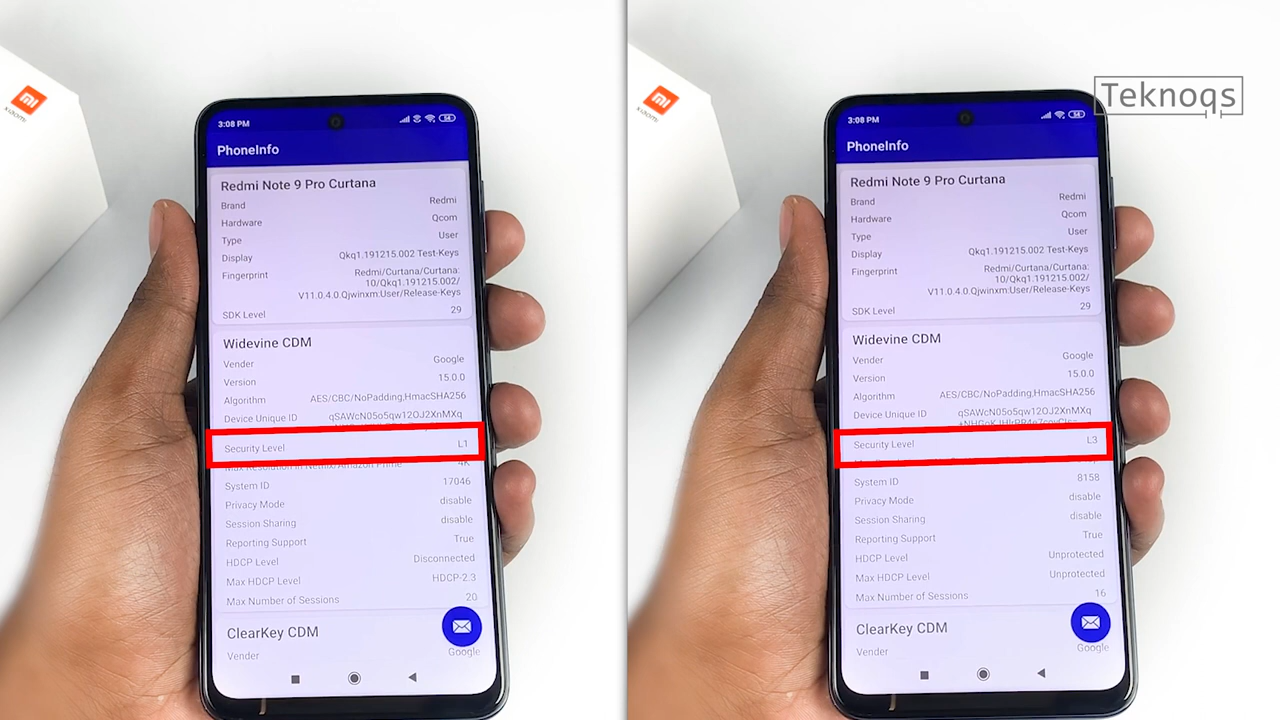 xiaomi
3:08 PM
54
PhoneInfo
Redmi Note 9 Pro Curtana
Brand Redmi
Hardware Qcom
Type User
Display Qkq1.191215.002 Test-Keys
Fingerprint Redmi/Curtana/Curtana:
10/Qkq1.191215.002/
V11.0.4.0.Qjwinxm:User/Release-Keys
SDK Level 29
Widevine CDM
Vender Google
Version 15.0.0
Algorithm AES/CBC/NoPadding,HmacSHA256
Device Unique ID qSAWcN05o5qw12OJ2XnMXq
Security Level L1
Max Resolution in Netflix/Amazon Prime 4K
System ID 17046
Privacy Mode disable
Session Sharing disable
Reporting Support True
HDCP Level Disconnected
Max HDCP Level HDCP-2.3
Max Number of Sessions 20
ClearKey CDM
Vender Google
xiaomi
Teknoqs
3:08 PM
54
PhoneInfo
Redmi Note 9 Pro Curtana
Brand Redmi
Hardware Qcom
Type User
Display Qkq1.191215.002 Test-Keys
Fingerprint Redmi/Curtana/Curtana:
10/Qkq1.191215.002/
V11.0.4.0.Qjwinxm:User/Release-Keys
SDK Level 29
Widevine CDM
Vender Google
Version 15.0.0
Algorithm AES/CBC/NoPadding,HmacSHA256
Device Unique ID qSAWcN05o5qw12OJ2XnMXq
Security Level L3
System ID 8158
Privacy Mode disable
Session Sharing disable
Reporting Support True
HDCP Level Unprotected
Max HDCP Level Unprotected
Max Number of Sessions 16
ClearKey CDM
Vender Google